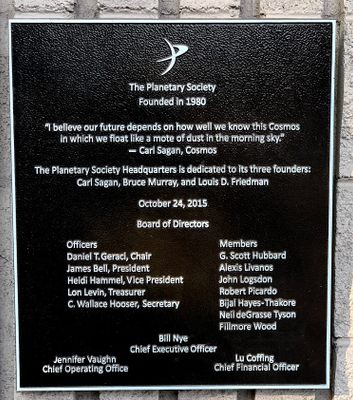 The Planetary Society
Founded in 1980
"I believe our future depends on how well we know this Cosmos
in which we float like a mote of dust in the morning sky."
— Carl Sagan, Cosmos
The Planetary Society Headquarters is dedicated to its three founders:
Carl Sagan, Bruce Murray, and Louis D. Friedman
October 24, 2015
Board of Directors
Officers
Daniel T. Geraci, Chair
James Bell, President
Heidi Hammel, Vice President
Lon Levin, Treasurer
C. Wallace Hooser, Secretary
Members
G. Scott Hubbard
Alexis Livanos
John Logsdon
Robert Picardo
Bijal Hayes-Thakore
Neil deGrasse Tyson
Fillmore Wood
Bill Nye
Chief Executive Officer
Jennifer Vaughn
Chief Operating Office
Lu Coffing
Chief Financial Officer